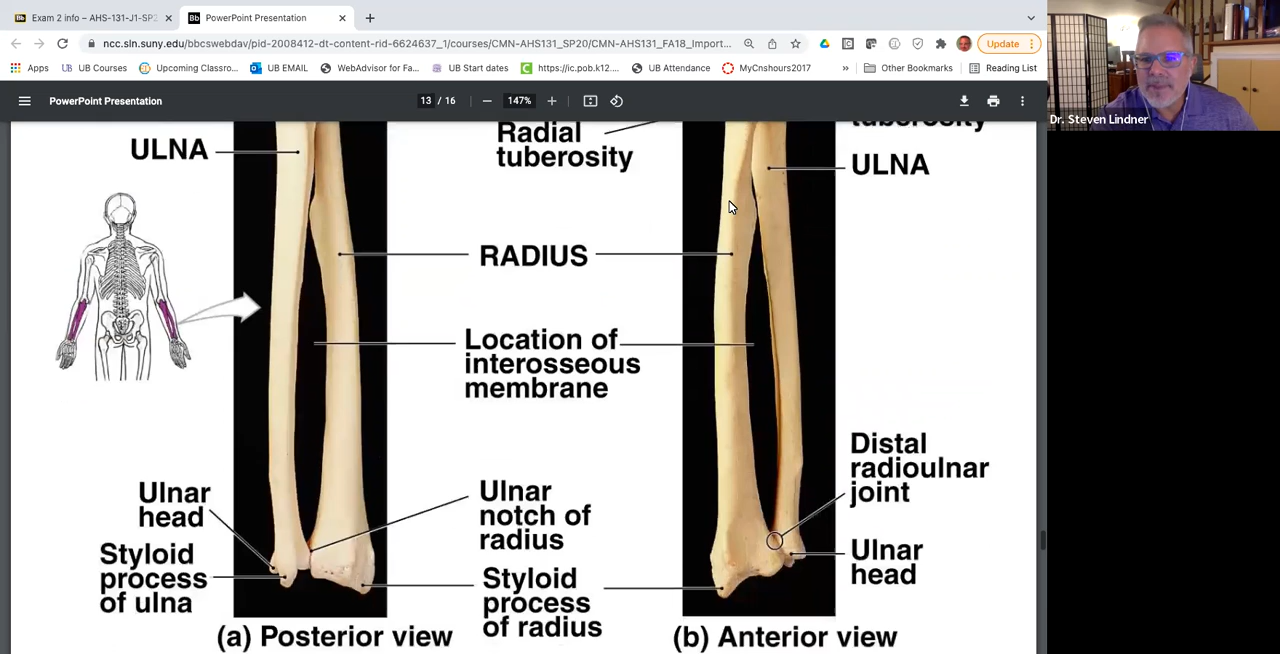 Exam 2 info – AHS-131-J1-SP2
PowerPoint Presentation
ncc.sln.suny.edu/bbcswebdav/pid-2008412-dt-content-rid-6624637_1/courses/CMN-AHS131_SP20/CMN-AHS131_FA18_Import...
Update
Apps
UB Courses
Upcoming Classro...
UB EMAIL
WebAdvisor for Fa...
UB Start dates
https://ic.pob.k12....
UB Attendance
MyCnshours2017
»
Other Bookmarks
Reading List
PowerPoint Presentation
13 / 16
147%
Dr. Steven Lindner
ULNA
Radial
tuberosity
tuberosity
ULNA
RADIUS
Location of
interosseous
membrane
Distal
radioulnar
joint
Ulnar
head
Ulnar
notch of
radius
Styloid
process
of ulna
Styloid
process
of radius
Ulnar
head
(a) Posterior view
(b) Anterior view